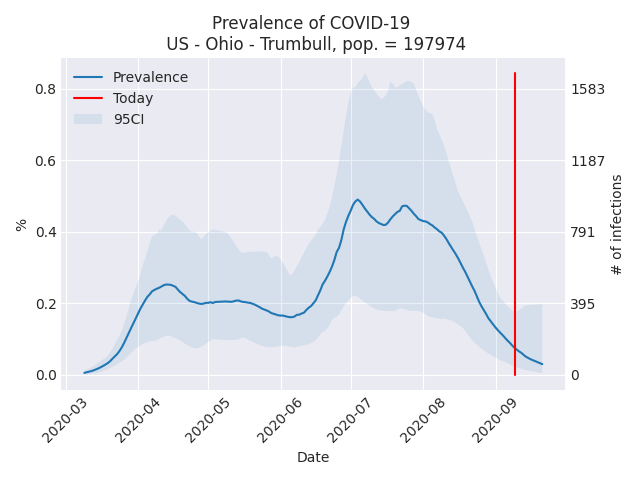 Prevalence of COVID-19
US - Ohio - Trumbull, pop. = 197974
Prevalence
Today
95CI
0.8
0.6
0.4
0.2
0.0
%
1583
1187
791
395
0
# of infections
2020-03
2020-04
2020-05
2020-06
2020-07
2020-08
2020-09
Date